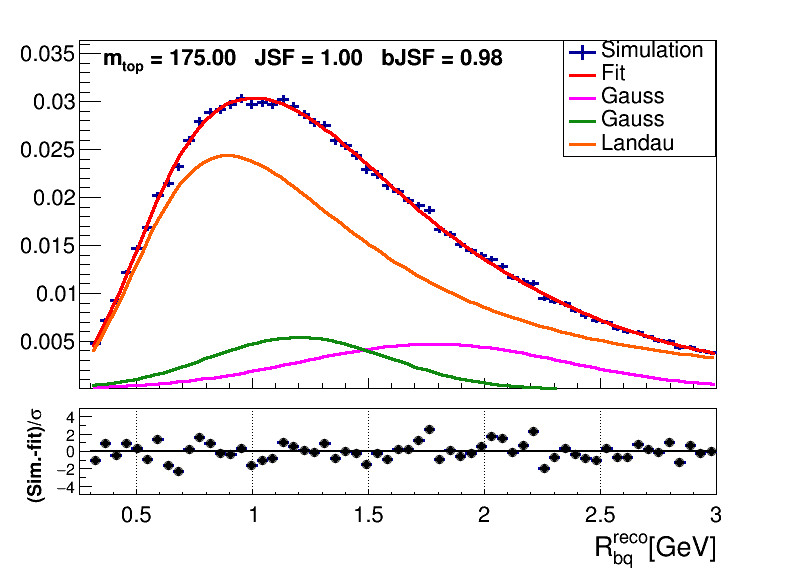 m_top = 175.00 JSF = 1.00 bJSF = 0.98
Simulation
Fit
Gauss
Gauss
Landau
0.035
0.03
0.025
0.02
0.015
0.01
0.005
(Sim.-fit)/σ
4
2
0
−2
−4
0.5 1 1.5 2 2.5 3
R_bq^reco[GeV]